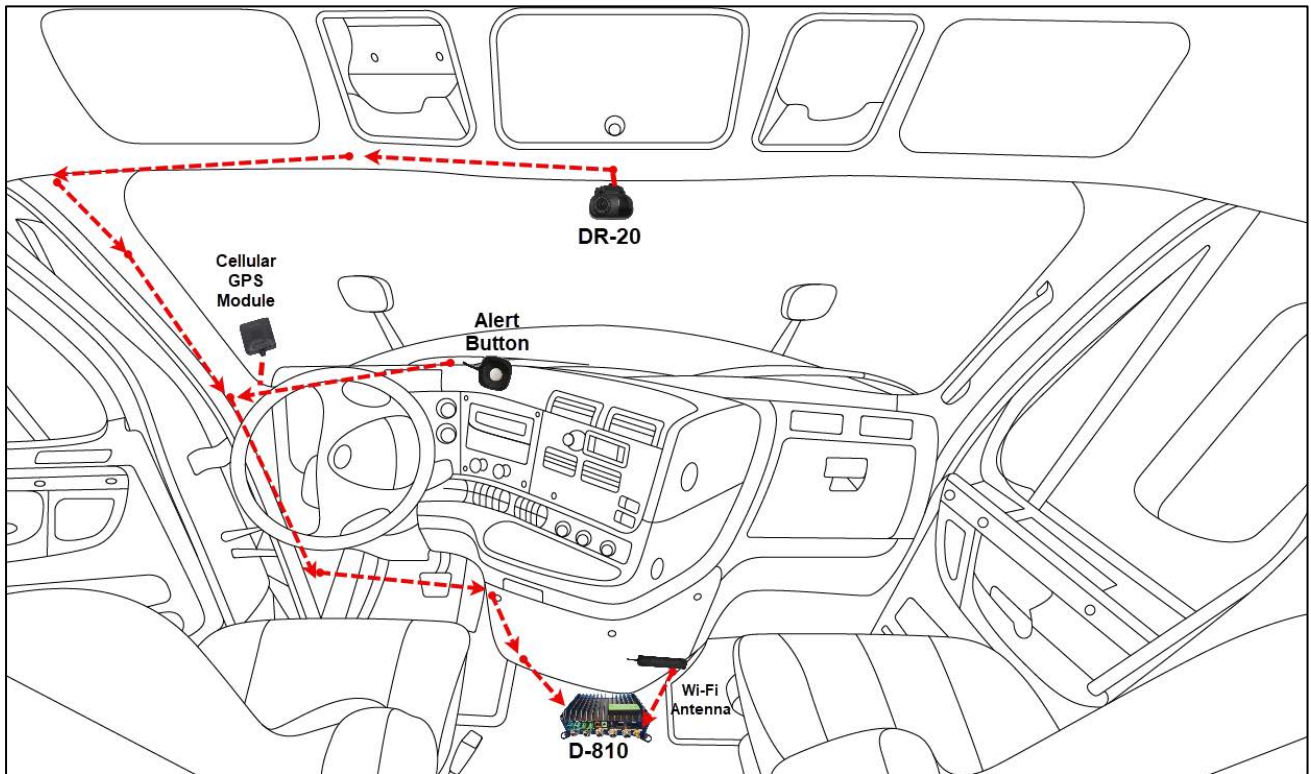 DR-20
Cellular
GPS
Module
Alert
Button
Wi-Fi
Antenna
D-810